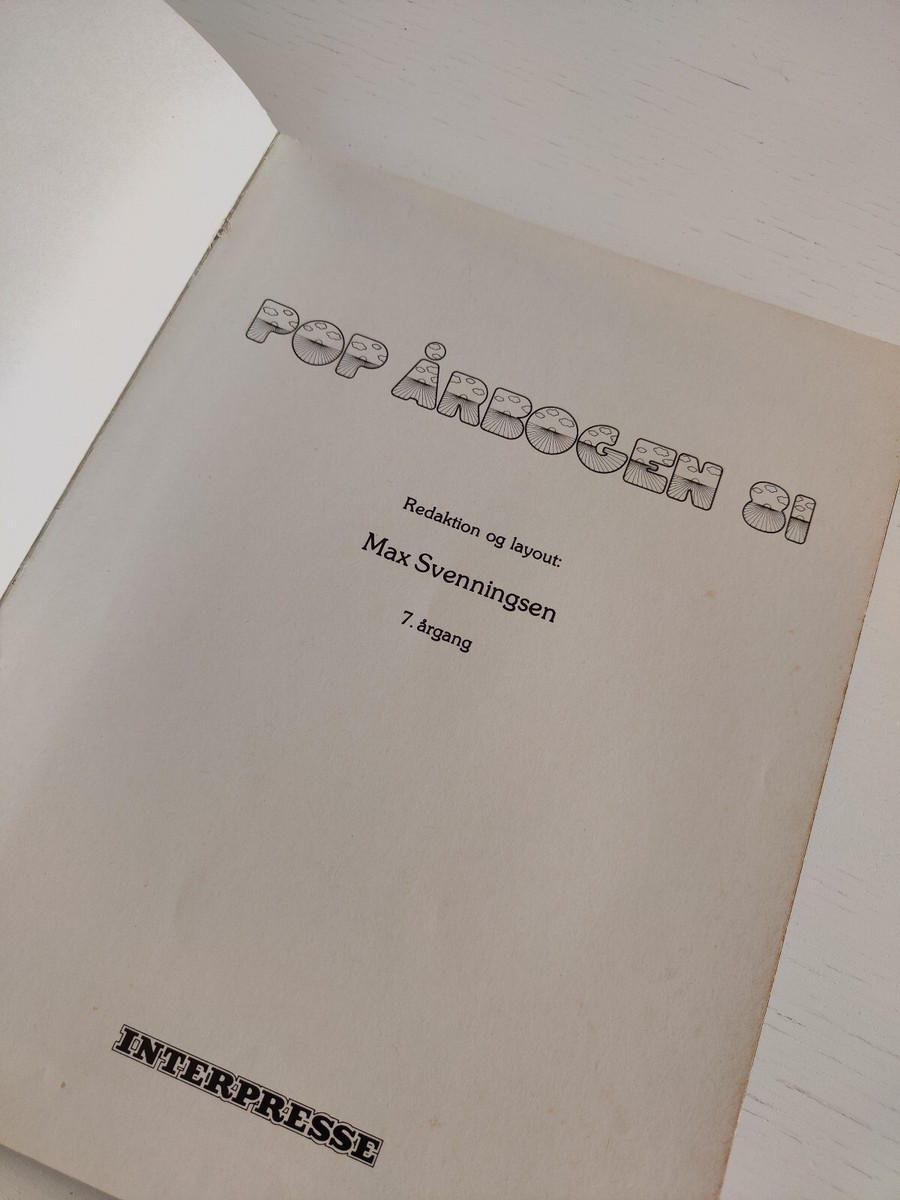 POP ÅRBOGEN 81
Redaktion og layout:
Max Svenningsen
7. årgang
INTERPRESSE